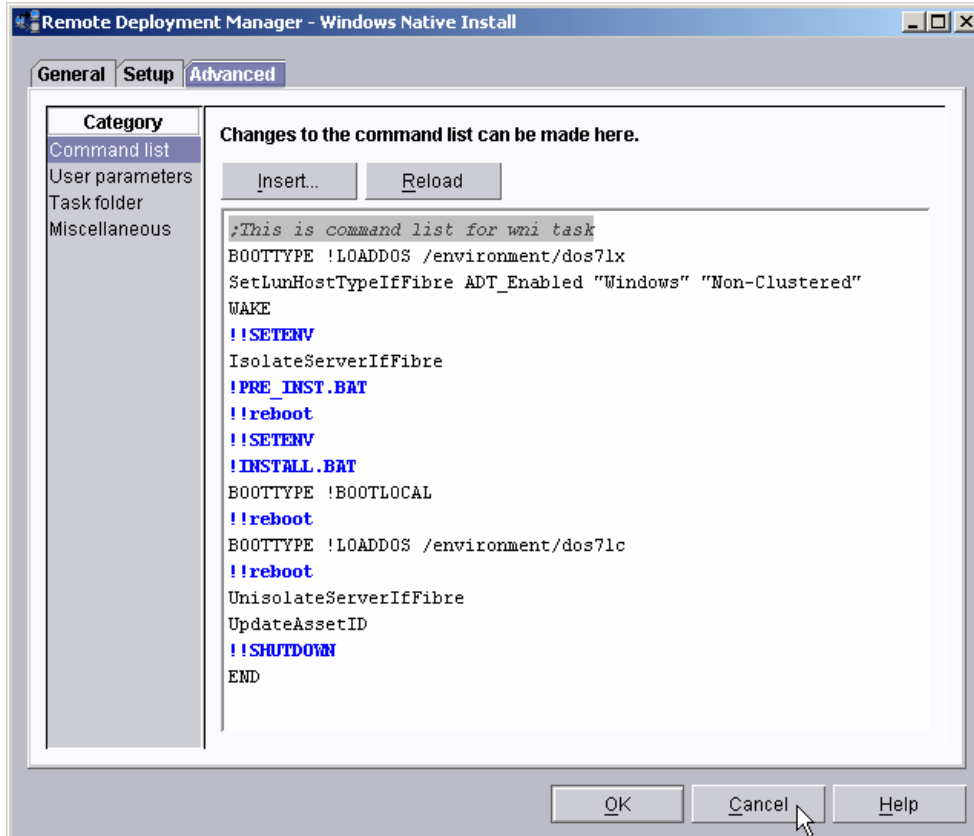 Remote Deployment Manager - Windows Native Install
General Setup Advanced
Category
Command list
User parameters
Task folder
Miscellaneous
Changes to the command list can be made here.
Insert... Reload
;This is command list for wni task
BOOTTYPE !LOADDOS /environment/dos71x
SetLunHostTypeIfFibre ADT_Enabled "Windows" "Non-Clustered"
WAKE
!!SETENV
IsolateServerIfFibre
!PRE_INST.BAT
!!reboot
!!SETENV
!INSTALL.BAT
BOOTTYPE !BOOTLOCAL
!!reboot
BOOTTYPE !LOADDOS /environment/dos71c
!!reboot
UnisolateServerIfFibre
UpdateAssetID
!!SHUTDOWN
END
OK Cancel Help